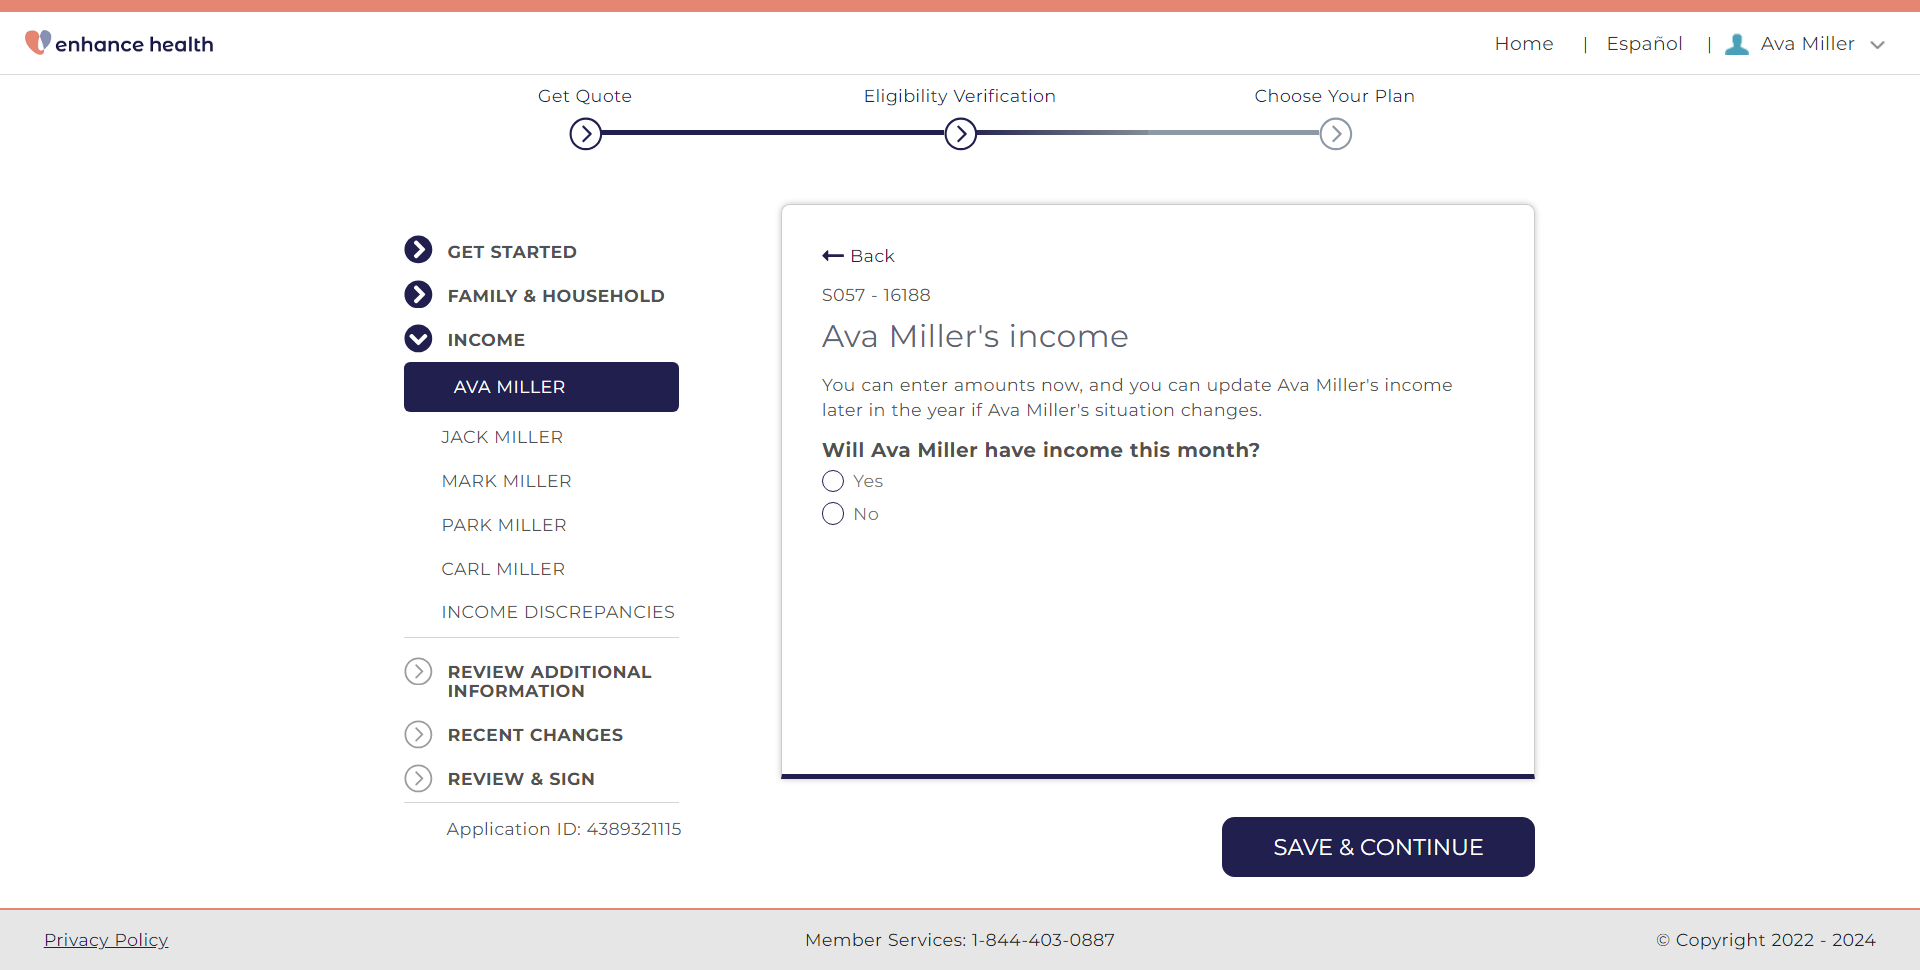 enhance health
Home | Español | Ava Miller
Get Quote
Eligibility Verification
Choose Your Plan
GET STARTED
FAMILY & HOUSEHOLD
INCOME
AVA MILLER
JACK MILLER
MARK MILLER
PARK MILLER
CARL MILLER
INCOME DISCREPANCIES
REVIEW ADDITIONAL
INFORMATION
RECENT CHANGES
REVIEW & SIGN
Application ID: 4389321115
Back
S057 - 16188
Ava Miller's income
You can enter amounts now, and you can update Ava Miller's income
later in the year if Ava Miller's situation changes.
Will Ava Miller have income this month?
Yes
No
SAVE & CONTINUE
Privacy Policy
Member Services: 1-844-403-0887
© Copyright 2022 - 2024